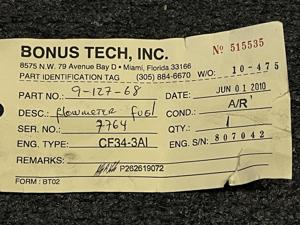 BONUS TECH, INC. Nº 515535
8575 N.W. 79 Avenue Bay D • Miami, Florida 33166
PART IDENTIFICATION TAG (305) 884-6670 W/O: 10-475
PART NO.: 9-127-68 DATE: JUN 01 2010
DESC.: flowmeter fuel COND.: A/R
SER. NO.: 7764 QTY.: 1
ENG. TYPE: CF34-3A1 ENG. S/N: 807042
REMARKS: P262619072
FORM : BT02